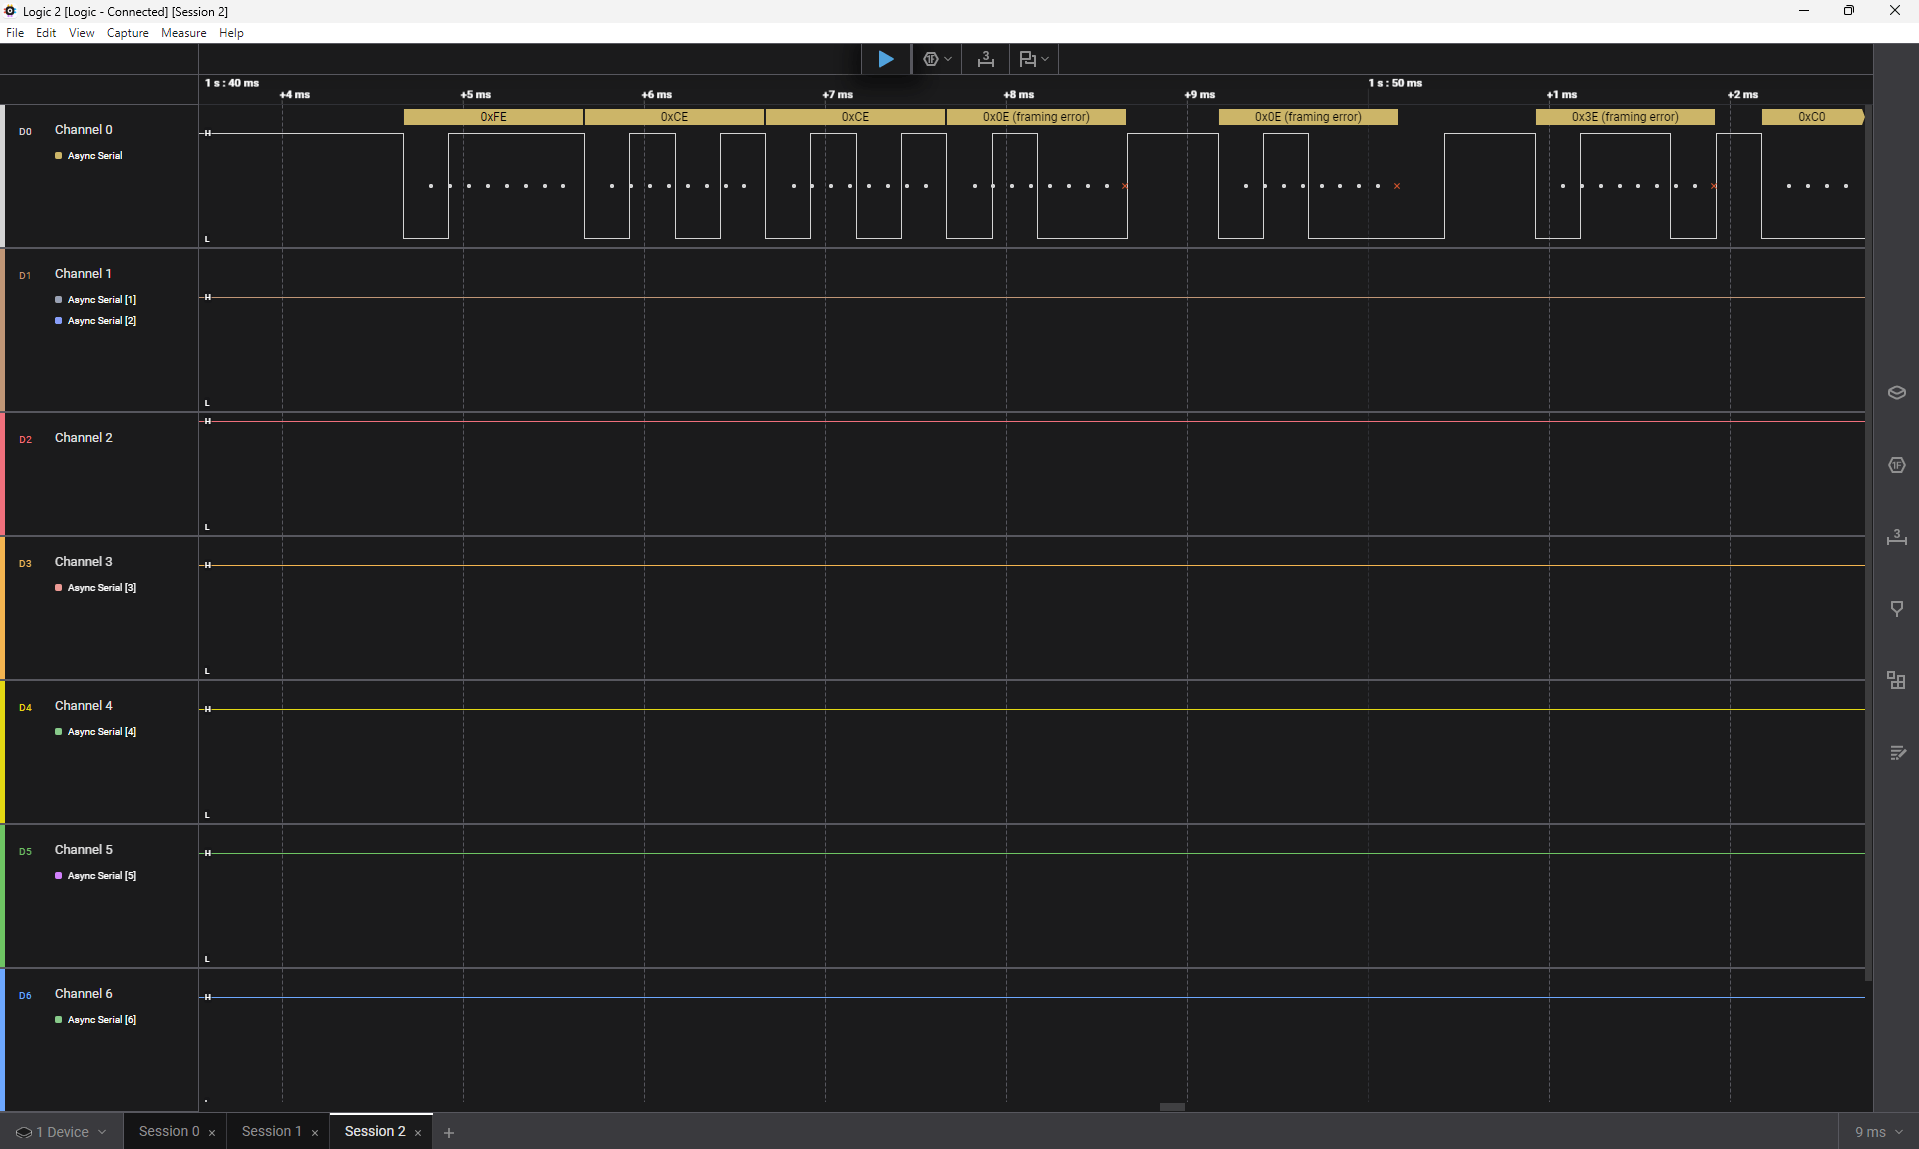 Logic 2 [Logic - Connected] [Session 2]
File Edit View Capture Measure Help
1 s : 40 ms 1 s : 50 ms
+4 ms +5 ms +6 ms +7 ms +8 ms +9 ms +1 ms +2 ms
0xFE 0xCE 0xCE 0x0E (framing error) 0x0E (framing error) 0x3E (framing error) 0xC0
D0 Channel 0 H
Async Serial
L
D1 Channel 1
Async Serial [1]
Async Serial [2]
H
L
D2 Channel 2
H
L
D3 Channel 3
Async Serial [3]
H
L
D4 Channel 4
Async Serial [4]
H
L
D5 Channel 5
Async Serial [5]
H
L
D6 Channel 6
Async Serial [6]
H
1 Device Session 0 Session 1 Session 2 9 ms